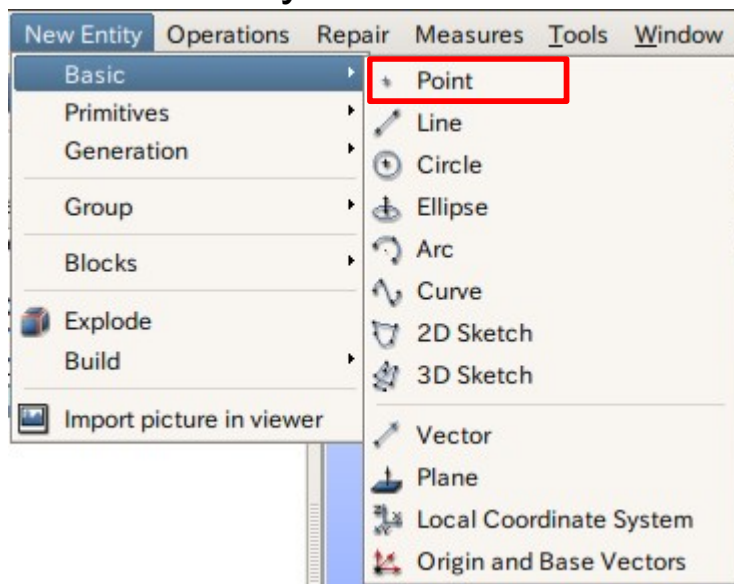 New Entity Operations Repair Measures Tools Window
Basic
Primitives
Generation
Group
Blocks
Explode
Build
Import picture in viewer
Point
Line
Circle
Ellipse
Arc
Curve
2D Sketch
3D Sketch
Vector
Plane
Local Coordinate System
Origin and Base Vectors